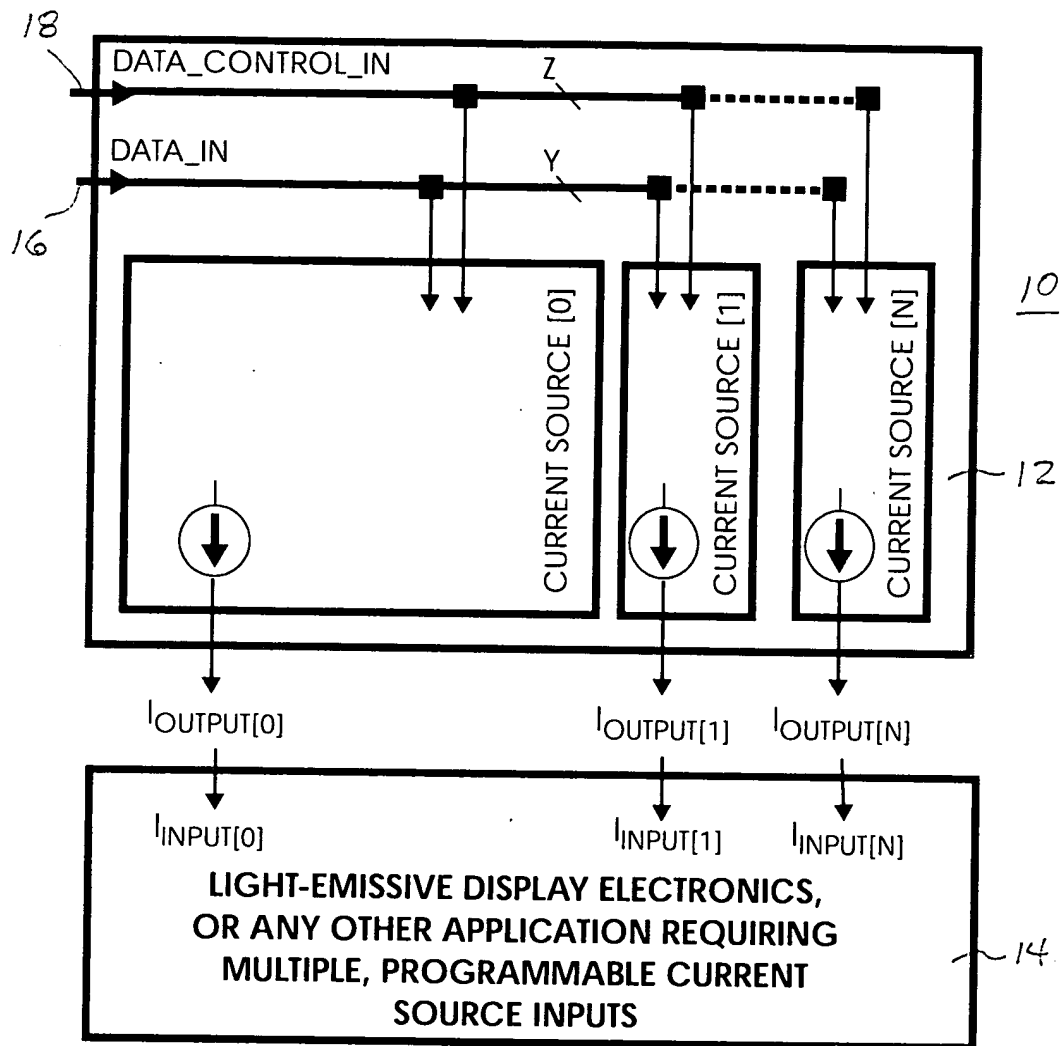 18
DATA_CONTROL_IN
Z
DATA_IN
Y
16
10
CURRENT SOURCE [0]
CURRENT SOURCE [1]
CURRENT SOURCE [N]
12
IOUTPUT[0]
IOUTPUT[1]
IOUTPUT[N]
IINPUT[0]
IINPUT[1]
IINPUT[N]
LIGHT-EMISSIVE DISPLAY ELECTRONICS,
OR ANY OTHER APPLICATION REQUIRING
MULTIPLE, PROGRAMMABLE CURRENT
SOURCE INPUTS
14